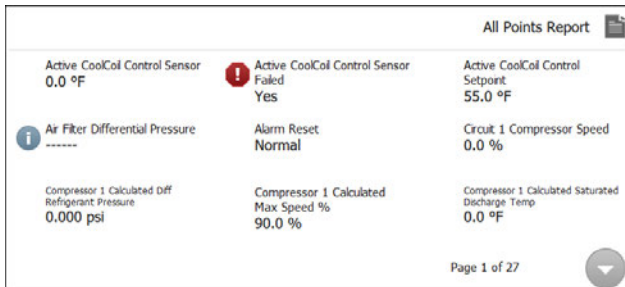 All Points Report
Active CoolCoil Control Sensor
0.0 °F
Active CoolCoil Control Sensor
Failed
Yes
Active CoolCoil Control
Setpoint
55.0 °F
Air Filter Differential Pressure
------
Alarm Reset
Normal
Circuit 1 Compressor Speed
0.0 %
Compressor 1 Calculated Diff
Refrigerant Pressure
0.000 psi
Compressor 1 Calculated
Max Speed %
90.0 %
Compressor 1 Calculated Saturated
Discharge Temp
0.0 °F
Page 1 of 27